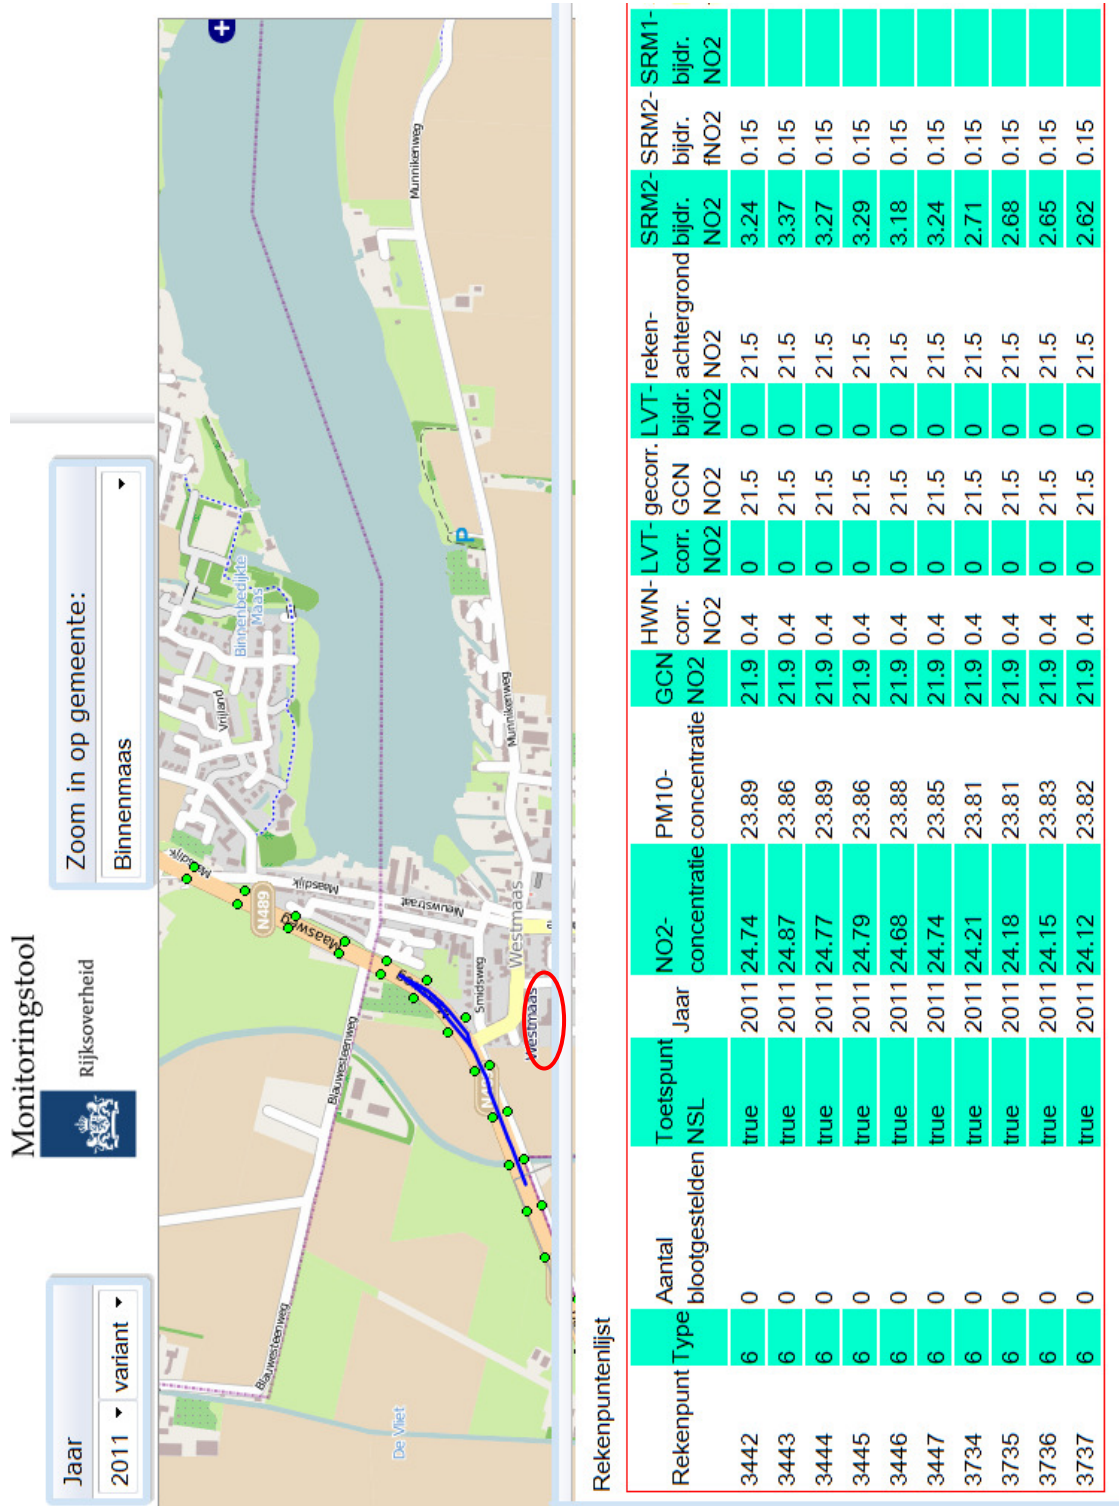 Monitoringstool
Rijksoverheid
Jaar
2011 variant
Zoom in op gemeente:
Binnenmaas
Blauwesteenweg
Blauwesteenweg
De Vliet
N489
Maasweg
Maasdijk
Maasdijk
Nieuwstraat
Smidsweg
Westmaas
Westmaas
Vrijland
Binnenbedijkte
Maas
Munnikenweg
Munnikenweg
P
Rekenpuntenlijst
Rekenpunt Type Aantal blootgestelden Toetspunt NSL Jaar NO2-concentratie PM10-concentratie GCN NO2 HWN-corr. NO2 LVT-corr. NO2 gecorr. GCN NO2 LVT-bijdr. NO2 reken-achtergrond NO2 SRM2-bijdr. NO2 SRM2-bijdr. fNO2 SRM1-bijdr. NO2
3442 6 0 true 2011 24.74 23.89 21.9 0.4 0 21.5 0 21.5 3.24 0.15
3443 6 0 true 2011 24.87 23.86 21.9 0.4 0 21.5 0 21.5 3.37 0.15
3444 6 0 true 2011 24.77 23.89 21.9 0.4 0 21.5 0 21.5 3.27 0.15
3445 6 0 true 2011 24.79 23.86 21.9 0.4 0 21.5 0 21.5 3.29 0.15
3446 6 0 true 2011 24.68 23.88 21.9 0.4 0 21.5 0 21.5 3.18 0.15
3447 6 0 true 2011 24.74 23.85 21.9 0.4 0 21.5 0 21.5 3.24 0.15
3734 6 0 true 2011 24.21 23.81 21.9 0.4 0 21.5 0 21.5 2.71 0.15
3735 6 0 true 2011 24.18 23.81 21.9 0.4 0 21.5 0 21.5 2.68 0.15
3736 6 0 true 2011 24.15 23.83 21.9 0.4 0 21.5 0 21.5 2.65 0.15
3737 6 0 true 2011 24.12 23.82 21.9 0.4 0 21.5 0 21.5 2.62 0.15